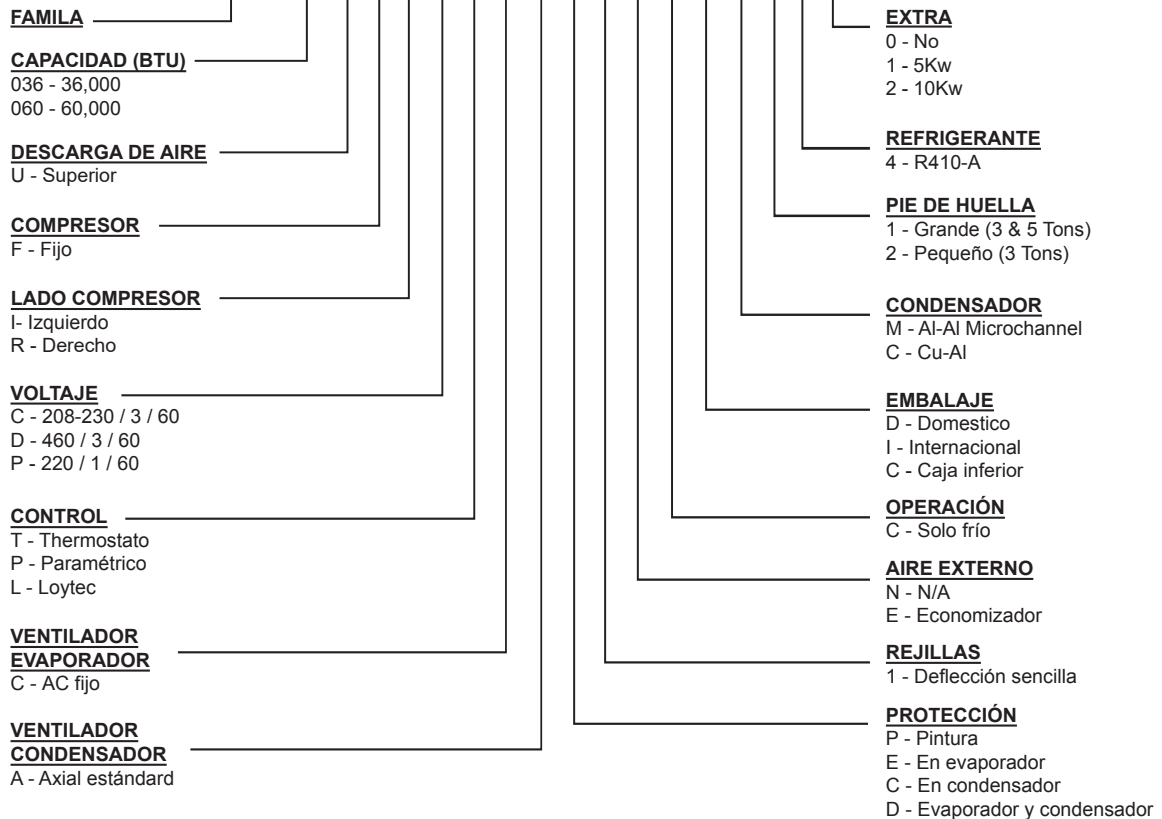 FAMILA
CAPACIDAD (BTU)
036 - 36,000
060 - 60,000
DESCARGA DE AIRE
U - Superior
COMPRESOR
F - Fijo
LADO COMPRESOR
I- Izquierdo
R - Derecho
VOLTAJE
C - 208-230 / 3 / 60
D - 460 / 3 / 60
P - 220 / 1 / 60
CONTROL
T - Thermostato
P - Paramétrico
L - Loytec
VENTILADOR
EVAPORADOR
C - AC fijo
VENTILADOR
CONDENSADOR
A - Axial estándard
EXTRA
0 - No
1 - 5Kw
2 - 10Kw
REFRIGERANTE
4 - R410-A
PIE DE HUELLA
1 - Grande (3 & 5 Tons)
2 - Pequeño (3 Tons)
CONDENSADOR
M - Al-Al Microchannel
C - Cu-Al
EMBALAJE
D - Domestico
I - Internacional
C - Caja inferior
OPERACIÓN
C - Solo frío
AIRE EXTERNO
N - N/A
E - Economizador
REJILLAS
1 - Deflección sencilla
PROTECCIÓN
P - Pintura
E - En evaporador
C - En condensador
D - Evaporador y condensador